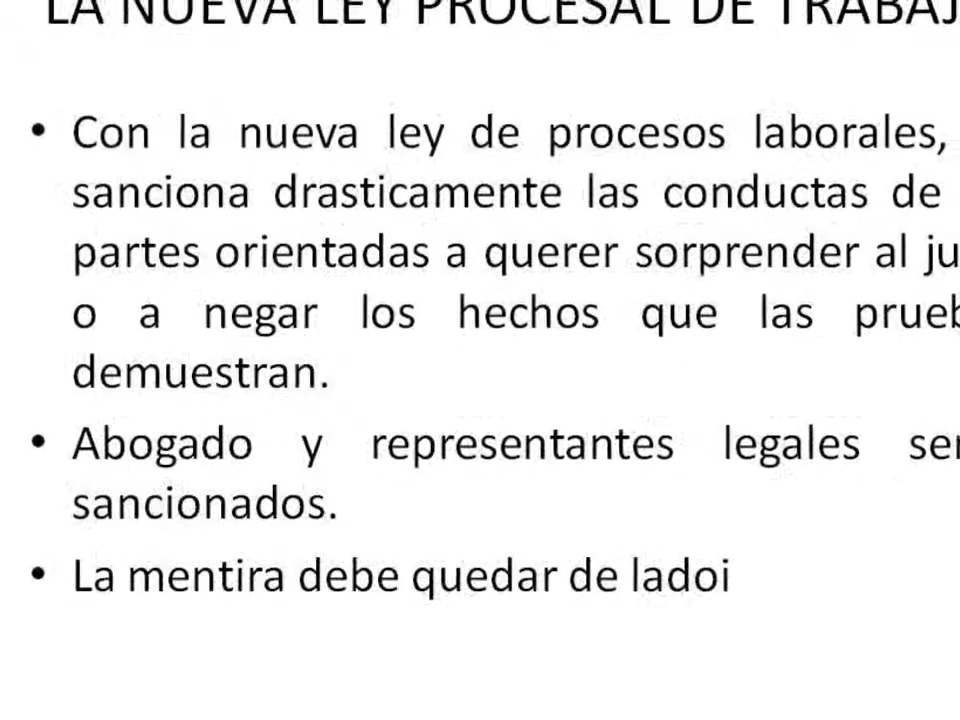 LA NUEVA LEY PROCESAL DE TRABAJ
• Con la nueva ley de procesos laborales,
sanciona drasticamente las conductas de
partes orientadas a querer sorprender al ju
o a negar los hechos que las prueb
demuestran.
• Abogado y representantes legales ser
sancionados.
• La mentira debe quedar de ladoi